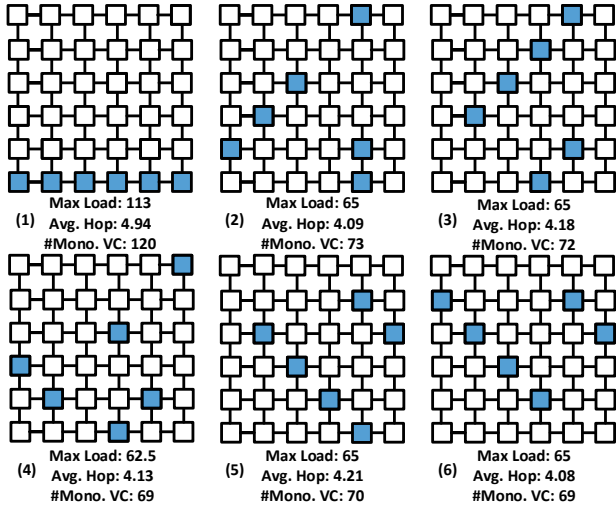 Max Load: 113
(1) Avg. Hop: 4.94
#Mono. VC: 120
Max Load: 65
(2) Avg. Hop: 4.09
#Mono. VC: 73
Max Load: 65
(3) Avg. Hop: 4.18
#Mono. VC: 72
Max Load: 62.5
(4) Avg. Hop: 4.13
#Mono. VC: 69
Max Load: 65
(5) Avg. Hop: 4.21
#Mono. VC: 70
Max Load: 65
(6) Avg. Hop: 4.08
#Mono. VC: 69